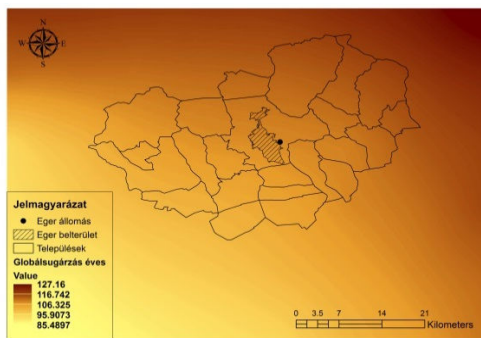 N
W E
S
Jelmagyarázat
Eger állomás
Eger belterület
Települések
Globálsugárzás éves
Value
127.16
116.742
106.325
95.9073
85.4897
0 3.5 7 14 21
Kilometers